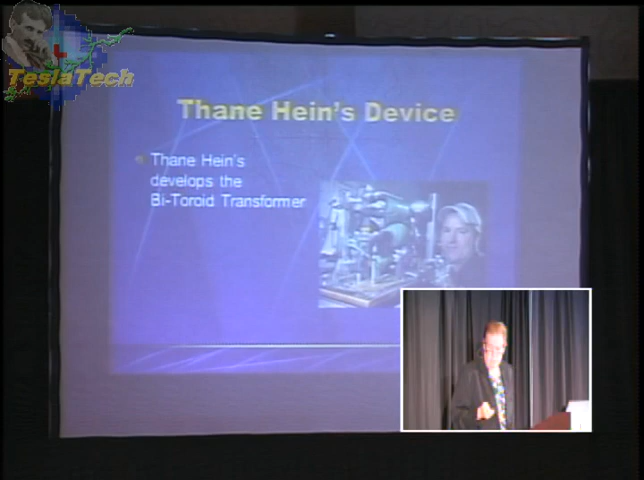 TeslaTech
Thane Hein's Device
Thane Hein's
develops the
Bi-Toroid Transformer